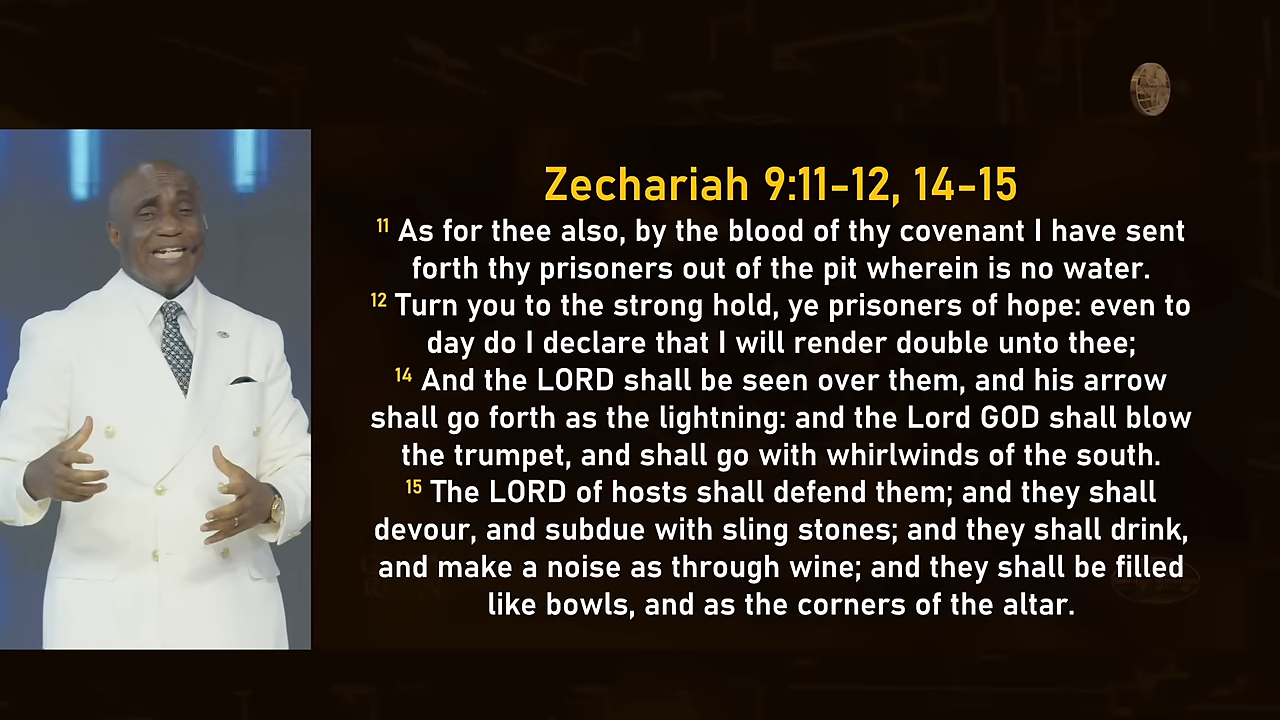 Zechariah 9:11-12, 14-15
11 As for thee also, by the blood of thy covenant I have sent
forth thy prisoners out of the pit wherein is no water.
12 Turn you to the strong hold, ye prisoners of hope: even to
day do I declare that I will render double unto thee;
14 And the LORD shall be seen over them, and his arrow
shall go forth as the lightning: and the Lord GOD shall blow
the trumpet, and shall go with whirlwinds of the south.
15 The LORD of hosts shall defend them; and they shall
devour, and subdue with sling stones; and they shall drink,
and make a noise as through wine; and they shall be filled
like bowls, and as the corners of the altar.